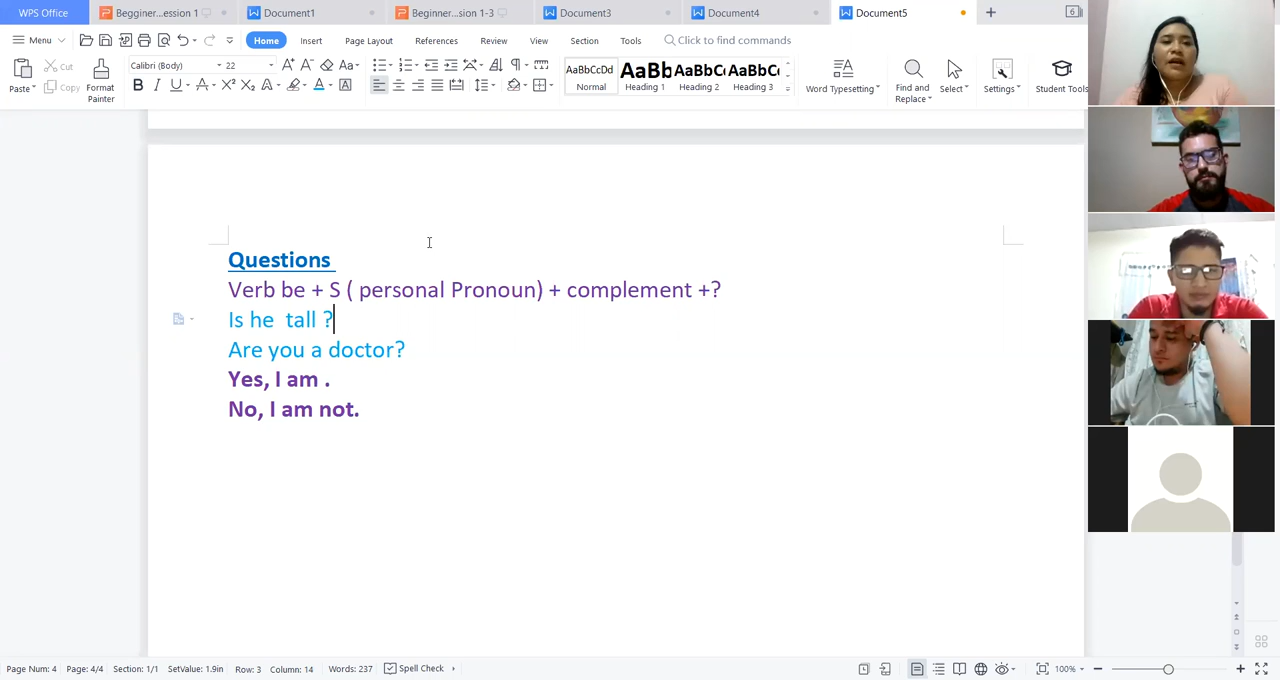 WPS Office Begginer...ession 1 Document1 Beginner...sion 1-3 Document3 Document4 Document5 6
Menu Home Insert Page Layout References Review View Section Tools Click to find commands
Paste Cut Copy Format Painter Calibri (Body) 22 AaBbCcDd Normal AaBb Heading 1 AaBbC Heading 2 AaBbC Heading 3 Word Typesetting Find and Replace Select Settings Student Tools
Questions
Verb be + S ( personal Pronoun) + complement +?
Is he  tall ?
Are you a doctor?
Yes, I am .
No, I am not.
Page Num: 4 Page: 4/4 Section: 1/1 SetValue: 1.9in Row: 3 Column: 14 Words: 237 Spell Check 100%